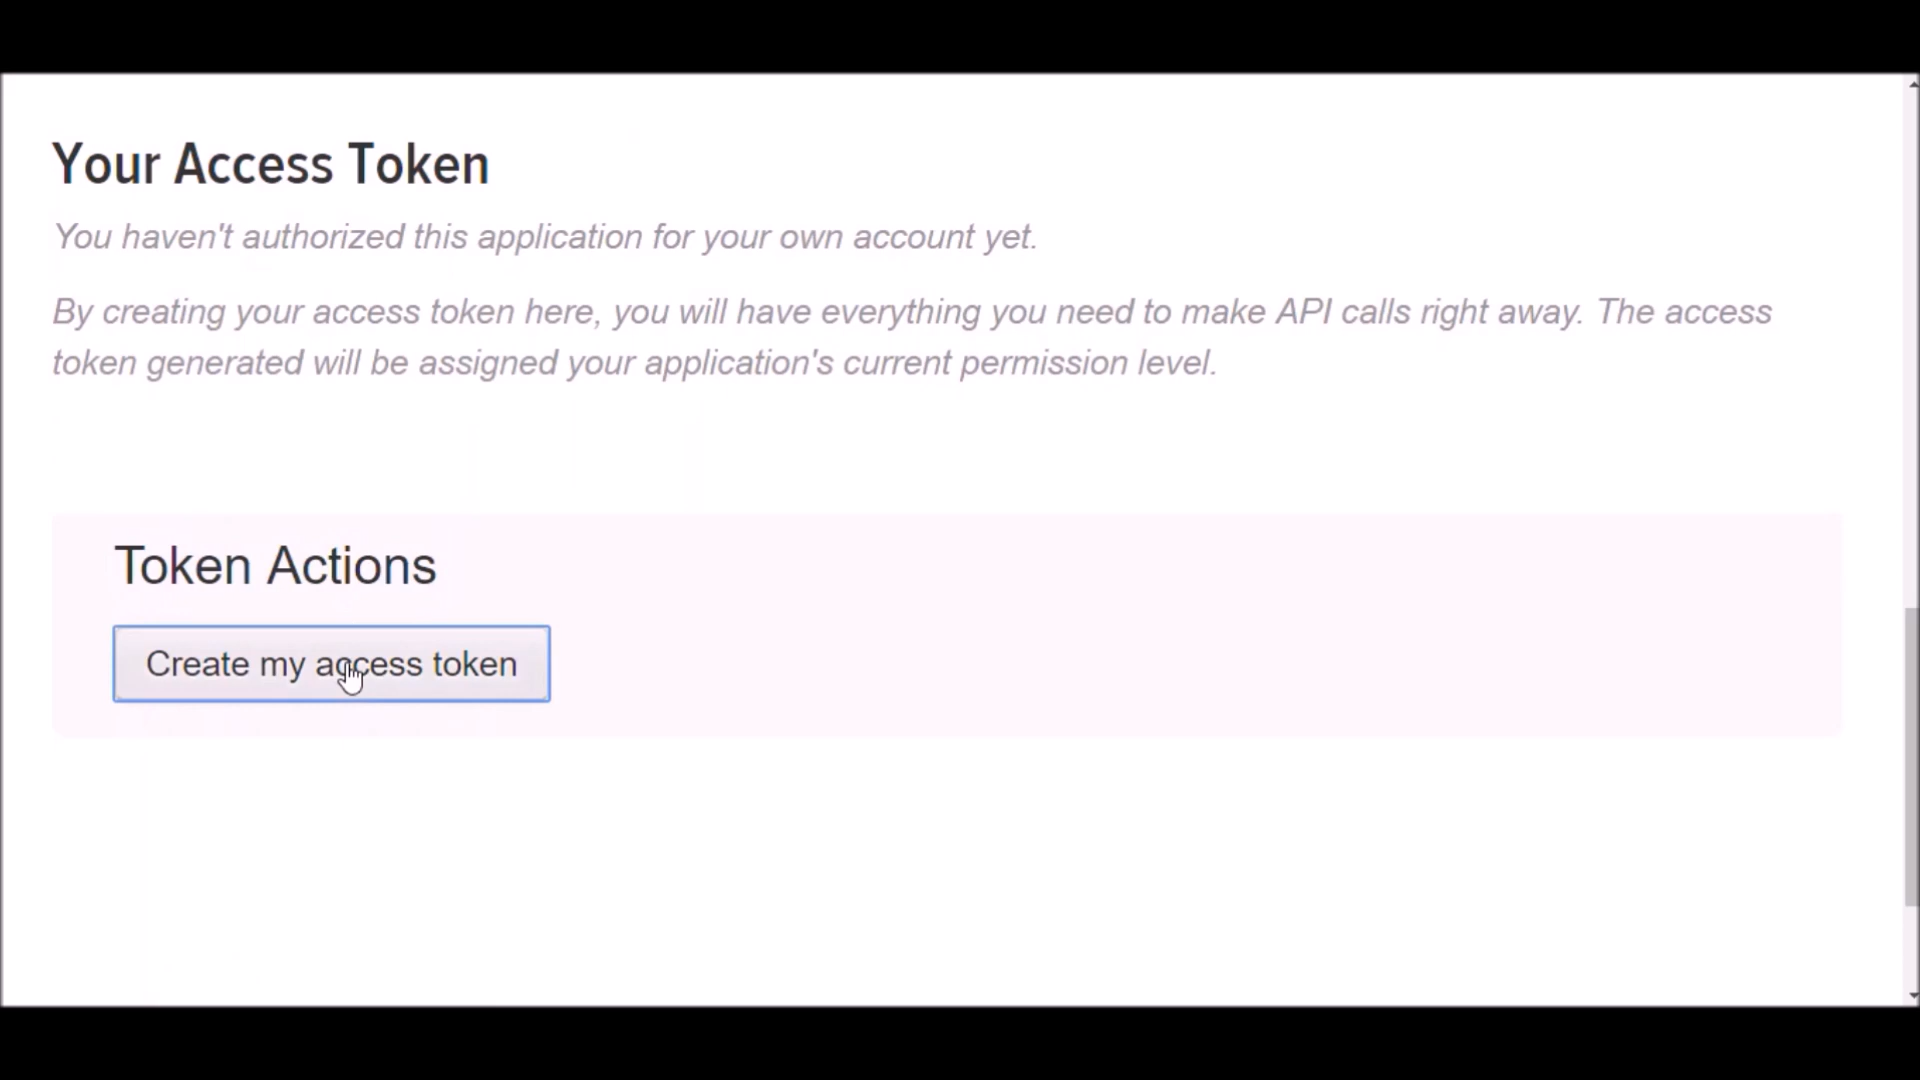 Your Access Token
You haven't authorized this application for your own account yet.
By creating your access token here, you will have everything you need to make API calls right away. The access
token generated will be assigned your application's current permission level.
Token Actions
Create my access token